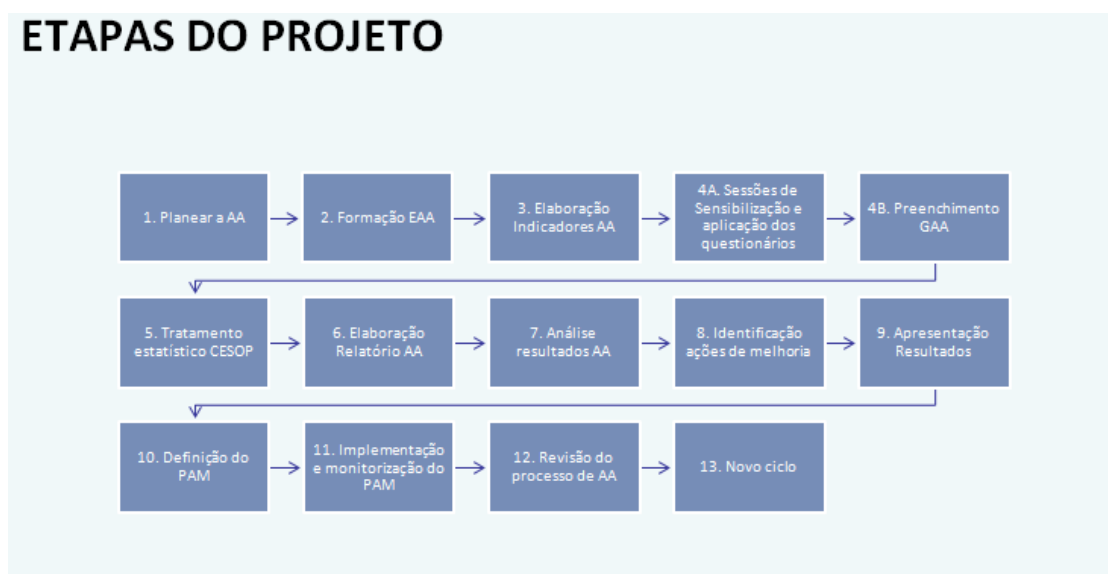 ETAPAS DO PROJETO
1. Planear a AA
2. Formação EAA
3. Elaboração
Indicadores AA
4A. Sessões de
Sensibilização e
aplicação dos
questionários
4B. Preenchimento
GAA
5. Tratamento
estatístico CESOP
6. Elaboração
Relatório AA
7. Análise
resultados AA
8. Identificação
ações de melhoria
9. Apresentação
Resultados
10. Definição do
PAM
11. Implementação
e monitorização do
PAM
12. Revisão do
processo de AA
13. Novo ciclo